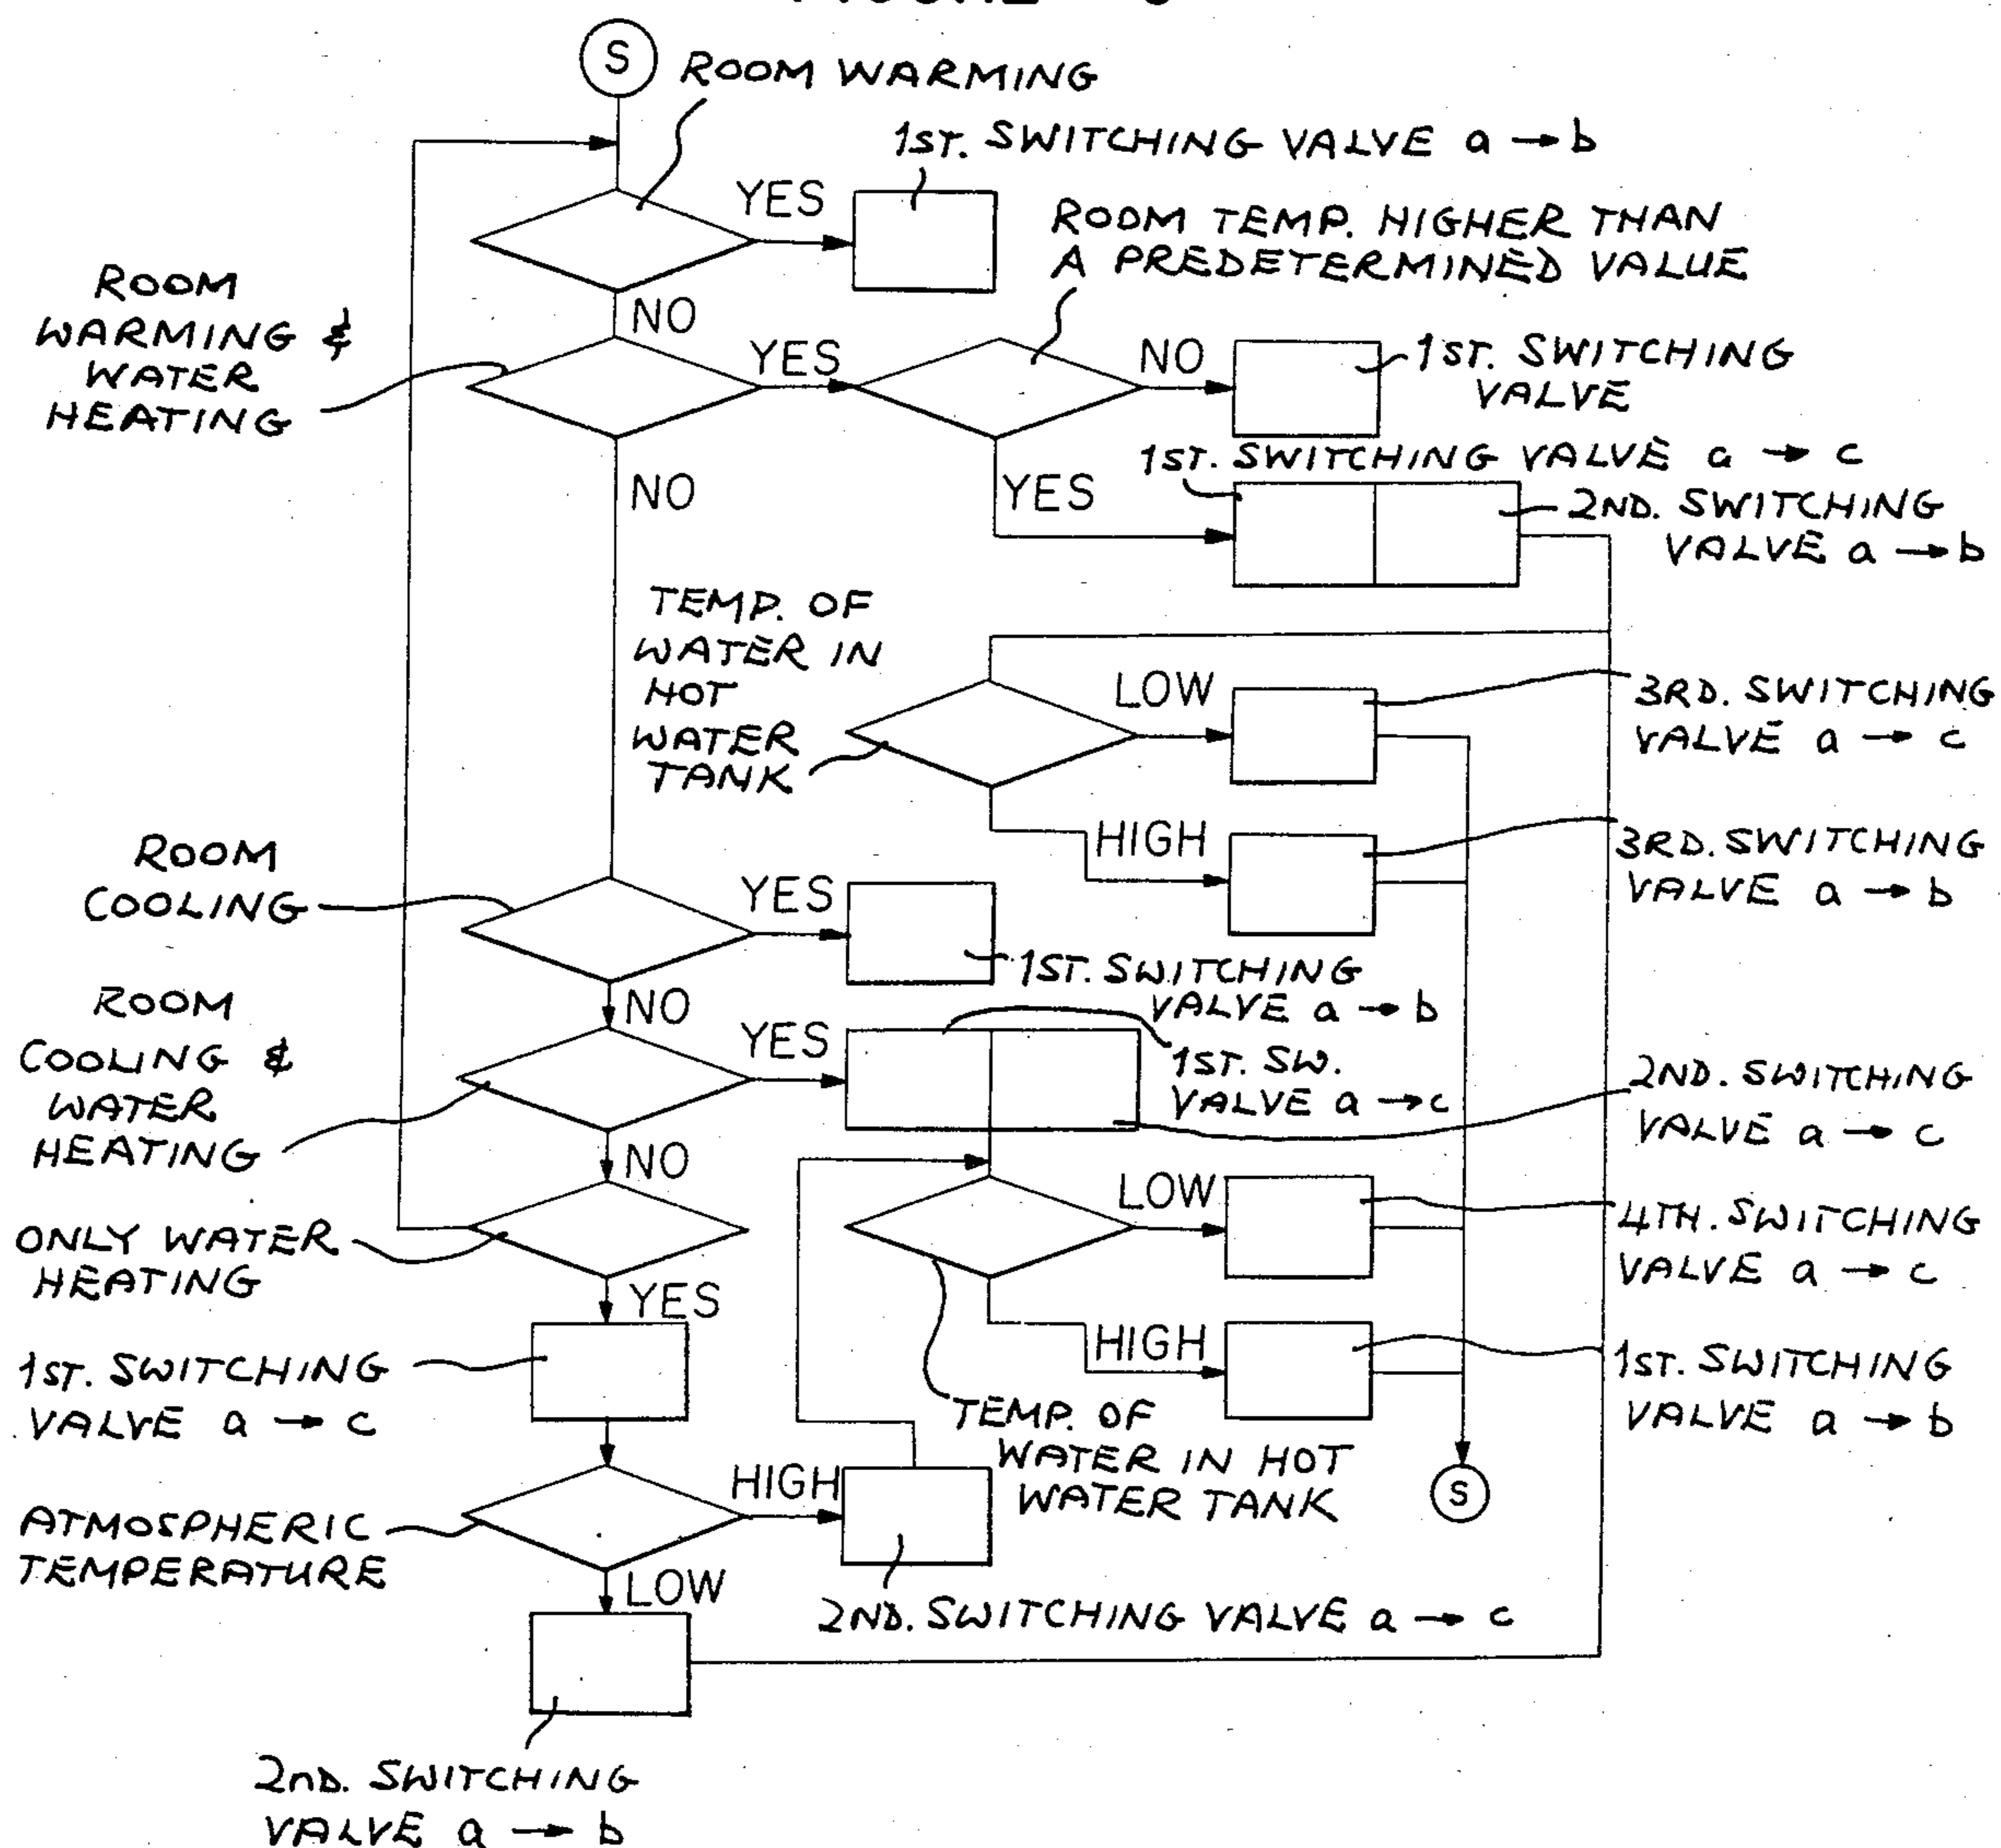 S
ROOM WARMING
1ST. SWITCHING VALVE a → b
YES
ROOM TEMP. HIGHER THAN
A PREDETERMINED VALUE
NO
ROOM
WARMING &
WATER
HEATING
YES
NO
1ST. SWITCHING
VALVE
NO
YES
1ST. SWITCHING VALVE a → c
2ND. SWITCHING
VALVE a → b
TEMP. OF
WATER IN
HOT
WATER
TANK
LOW
3RD. SWITCHING
VALVE a → c
HIGH
3RD. SWITCHING
VALVE a → b
ROOM
COOLING
YES
1ST. SWITCHING
VALVE a → b
NO
ROOM
COOLING &
WATER
HEATING
YES
1ST. SW.
VALVE a → c
2ND. SWITCHING
VALVE a → c
NO
LOW
4TH. SWITCHING
VALVE a → c
ONLY WATER
HEATING
YES
HIGH
1ST. SWITCHING
VALVE a → b
1ST. SWITCHING
VALVE a → c
TEMP. OF
WATER IN HOT
WATER TANK
S
HIGH
ATMOSPHERIC
TEMPERATURE
LOW
2ND. SWITCHING VALVE a → c
2nD. SWITCHING
VALVE a → b